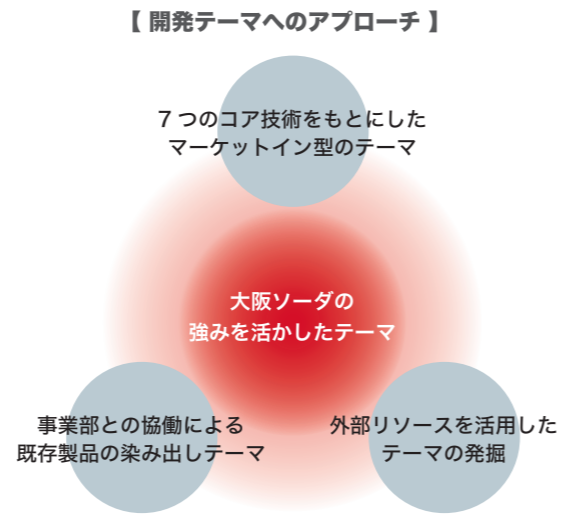 【 開発テーマへのアプローチ 】
7つのコア技術をもとにした
マーケットイン型のテーマ
大阪ソーダの
強みを活かしたテーマ
事業部との協働による
既存製品の染み出しテーマ
外部リソースを活用した
テーマの発掘